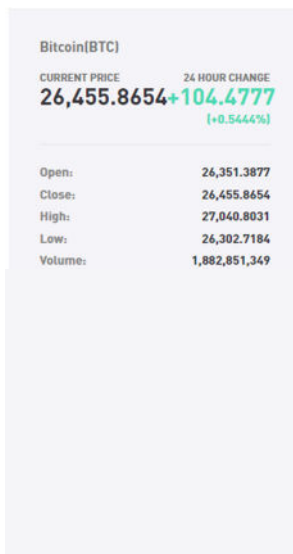 Bitcoin(BTC)
CURRENT PRICE 24 HOUR CHANGE
26,455.8654+104.4777
(+0.5444%)
Open: 26,351.3877
Close: 26,455.8654
High: 27,040.8031
Low: 26,302.7184
Volume: 1,882,851,349